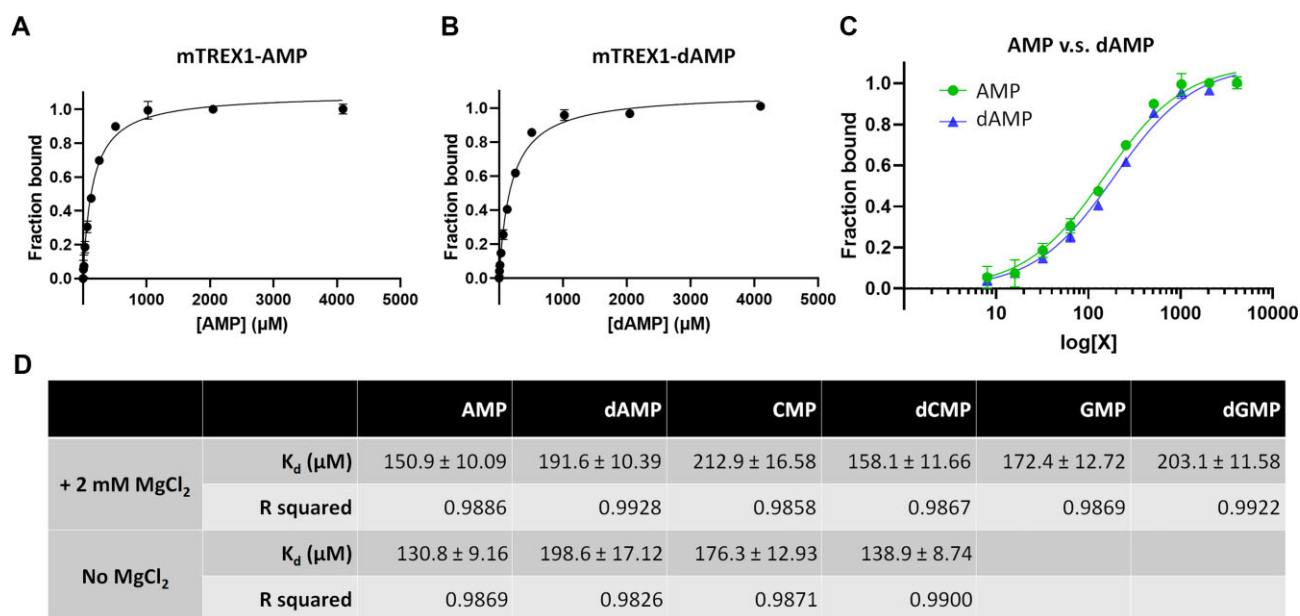 A
mTREX1-AMP
Fraction bound
1.0
0.8
0.6
0.4
0.2
0.0
0 1000 2000 3000 4000 5000
[AMP] (µM)
B
mTREX1-dAMP
Fraction bound
1.0
0.8
0.6
0.4
0.2
0.0
0 1000 2000 3000 4000 5000
[dAMP] (µM)
C
AMP v.s. dAMP
AMP
dAMP
Fraction bound
1.0
0.8
0.6
0.4
0.2
0.0
10 100 1000 10000
log[X]
D
AMP dAMP CMP dCMP GMP dGMP
+ 2 mM MgCl₂ K_d (µM) 150.9 ± 10.09 191.6 ± 10.39 212.9 ± 16.58 158.1 ± 11.66 172.4 ± 12.72 203.1 ± 11.58
R squared 0.9886 0.9928 0.9858 0.9867 0.9869 0.9922
No MgCl₂ K_d (µM) 130.8 ± 9.16 198.6 ± 17.12 176.3 ± 12.93 138.9 ± 8.74
R squared 0.9869 0.9826 0.9871 0.9900